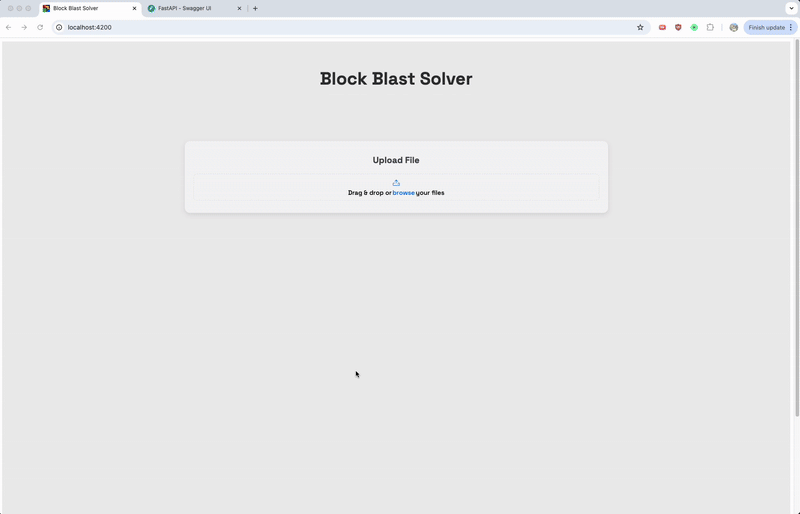 Block Blast Solver
FastAPI - Swagger UI
localhost:4200
Finish update
Block Blast Solver
Upload File
Drag & drop or browse your files